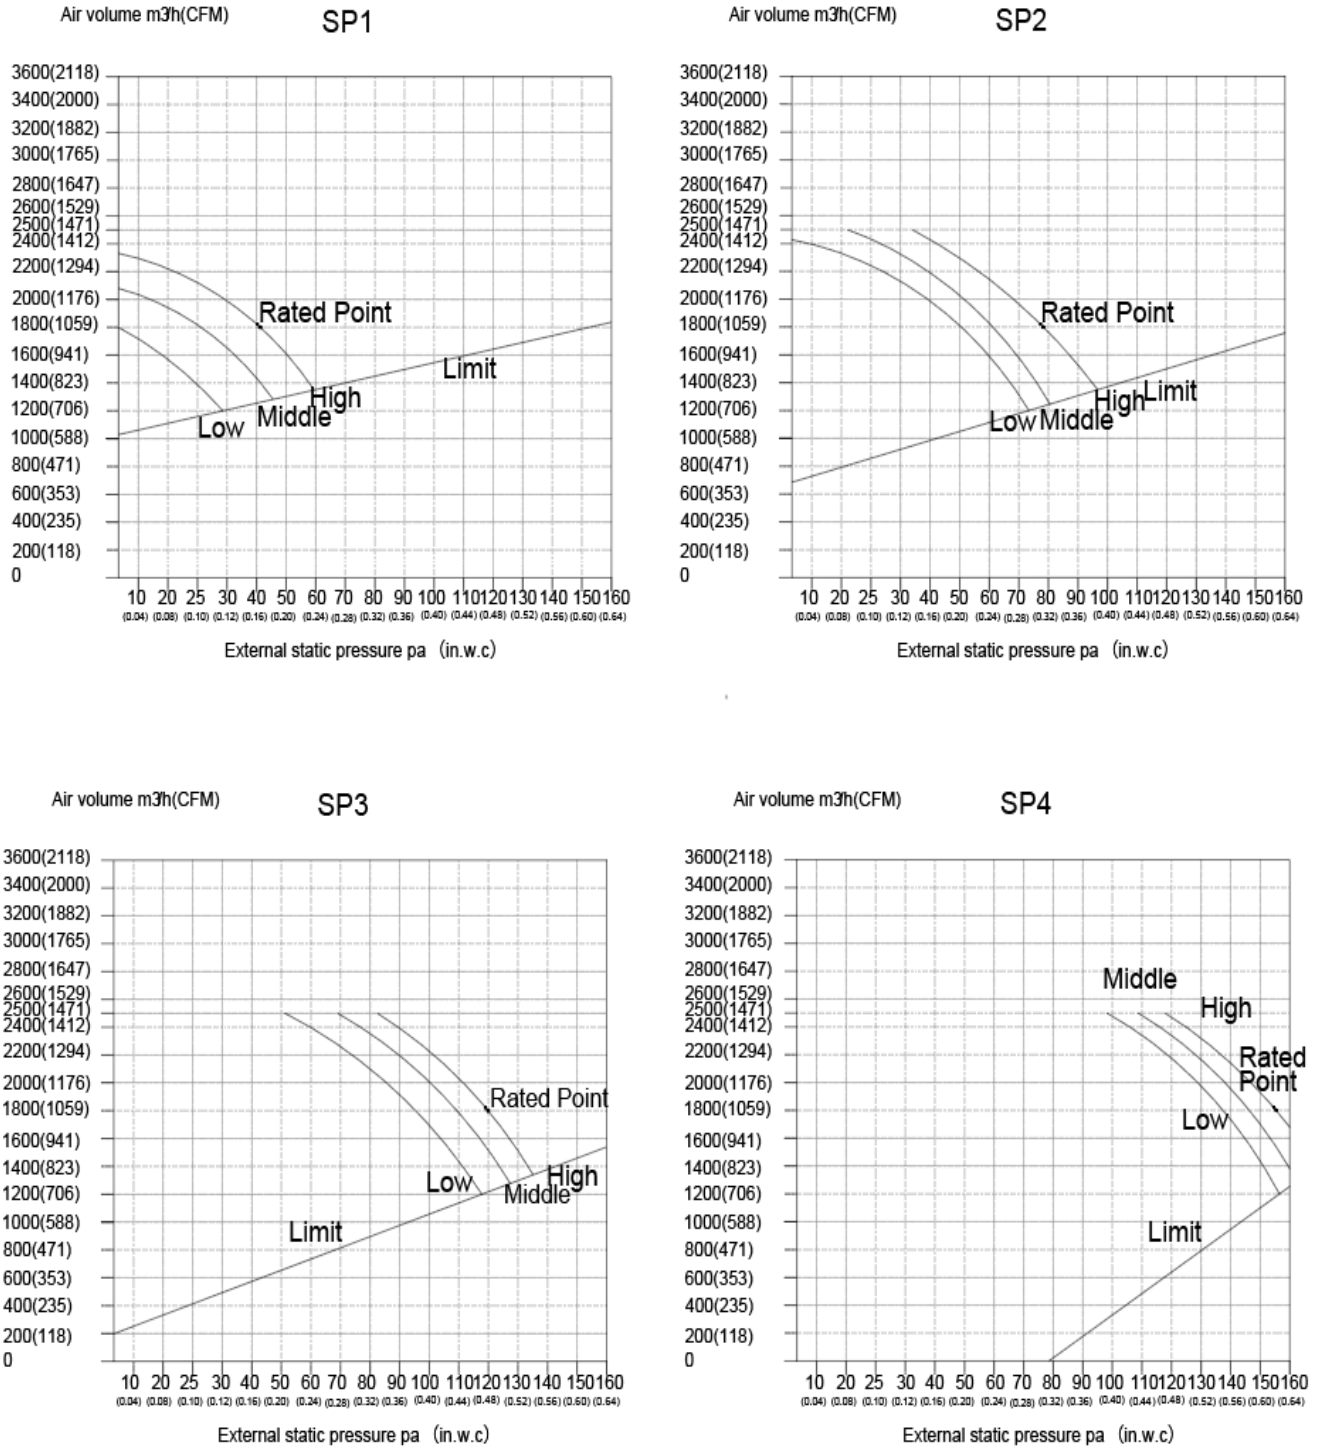 Air volume m3/h(CFM)
SP1
3600(2118)
3400(2000)
3200(1882)
3000(1765)
2800(1647)
2600(1529)
2500(1471)
2400(1412)
2200(1294)
2000(1176)
1800(1059)
1600(941)
1400(823)
1200(706)
1000(588)
800(471)
600(353)
400(235)
200(118)
0
Rated Point
Limit
High
Middle
Low
10 20 25 30 40 50 60 70 80 90 100 110 120 130 140 150 160
(0.04) (0.08) (0.10) (0.12) (0.16) (0.20) (0.24) (0.28) (0.32) (0.36) (0.40) (0.44) (0.48) (0.52) (0.56) (0.60) (0.64)
External static pressure pa (in.w.c)
Air volume m3/h(CFM)
SP2
3600(2118)
3400(2000)
3200(1882)
3000(1765)
2800(1647)
2600(1529)
2500(1471)
2400(1412)
2200(1294)
2000(1176)
1800(1059)
1600(941)
1400(823)
1200(706)
1000(588)
800(471)
600(353)
400(235)
200(118)
0
Rated Point
Limit
High
Middle
Low
10 20 25 30 40 50 60 70 80 90 100 110 120 130 140 150 160
(0.04) (0.08) (0.10) (0.12) (0.16) (0.20) (0.24) (0.28) (0.32) (0.36) (0.40) (0.44) (0.48) (0.52) (0.56) (0.60) (0.64)
External static pressure pa (in.w.c)
Air volume m3/h(CFM)
SP3
3600(2118)
3400(2000)
3200(1882)
3000(1765)
2800(1647)
2600(1529)
2500(1471)
2400(1412)
2200(1294)
2000(1176)
1800(1059)
1600(941)
1400(823)
1200(706)
1000(588)
800(471)
600(353)
400(235)
200(118)
0
Rated Point
High
Low
Middle
Limit
10 20 25 30 40 50 60 70 80 90 100 110 120 130 140 150 160
(0.04) (0.08) (0.10) (0.12) (0.16) (0.20) (0.24) (0.28) (0.32) (0.36) (0.40) (0.44) (0.48) (0.52) (0.56) (0.60) (0.64)
External static pressure pa (in.w.c)
Air volume m3/h(CFM)
SP4
3600(2118)
3400(2000)
3200(1882)
3000(1765)
2800(1647)
2600(1529)
2500(1471)
2400(1412)
2200(1294)
2000(1176)
1800(1059)
1600(941)
1400(823)
1200(706)
1000(588)
800(471)
600(353)
400(235)
200(118)
0
Middle
High
Rated
Point
Low
Limit
10 20 25 30 40 50 60 70 80 90 100 110 120 130 140 150 160
(0.04) (0.08) (0.10) (0.12) (0.16) (0.20) (0.24) (0.28) (0.32) (0.36) (0.40) (0.44) (0.48) (0.52) (0.56) (0.60) (0.64)
External static pressure pa (in.w.c)